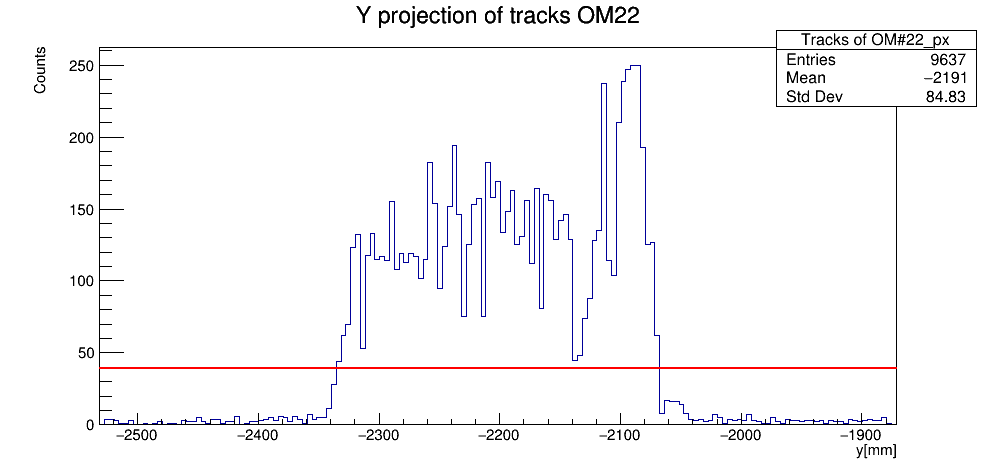 Y projection of tracks OM22
Tracks of OM#22_px
Entries 9637
Mean −2191
Std Dev 84.83
Counts
250
200
150
100
50
0
−2500 −2400 −2300 −2200 −2100 −2000 −1900
y[mm]